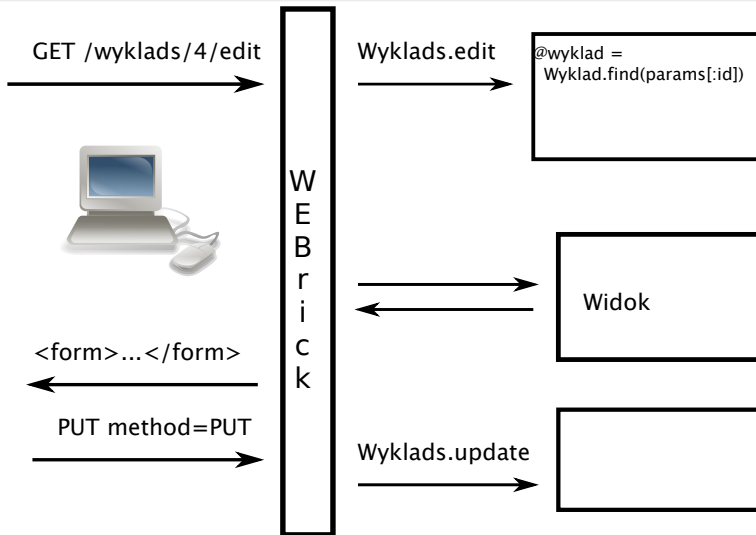 GET /wyklads/4/edit
Wyklads.edit
@wyklad =
Wyklad.find(params[:id])
WEBrick
Widok
<form>...</form>
PUT method=PUT
Wyklads.update